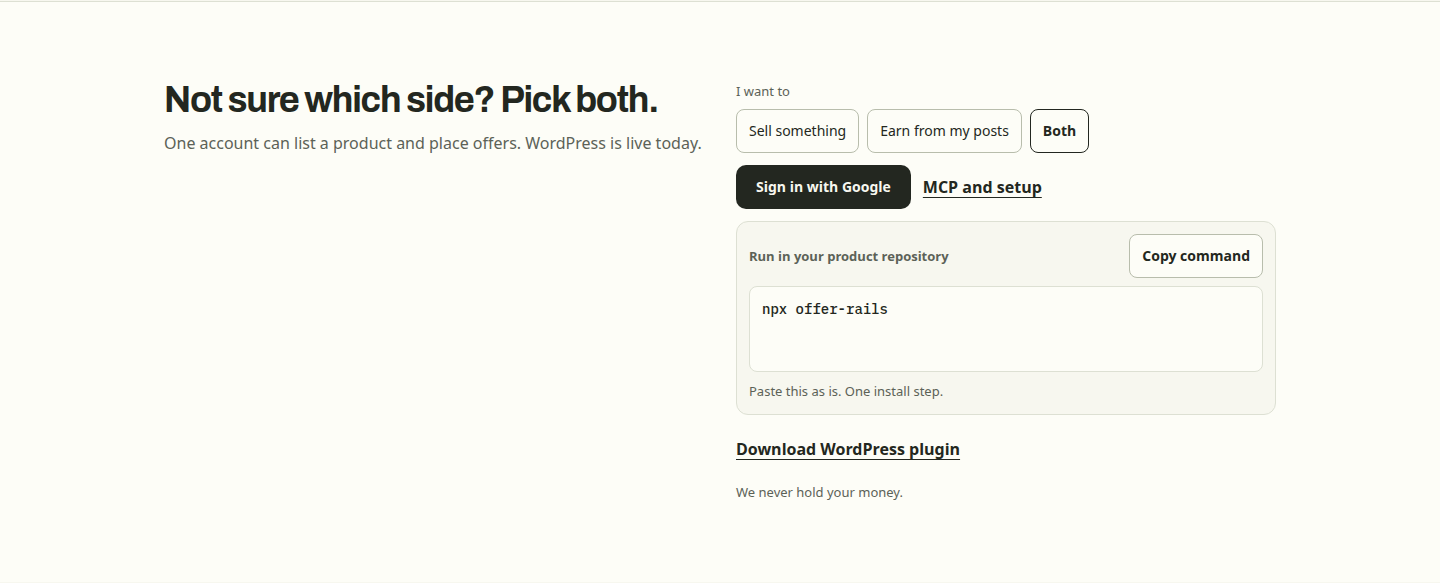 Not sure which side? Pick both.
One account can list a product and place offers. WordPress is live today.
I want to
Sell something
Earn from my posts
Both
Sign in with Google
MCP and setup
Run in your product repository
Copy command
npx offer-rails
Paste this as is. One install step.
Download WordPress plugin
We never hold your money.